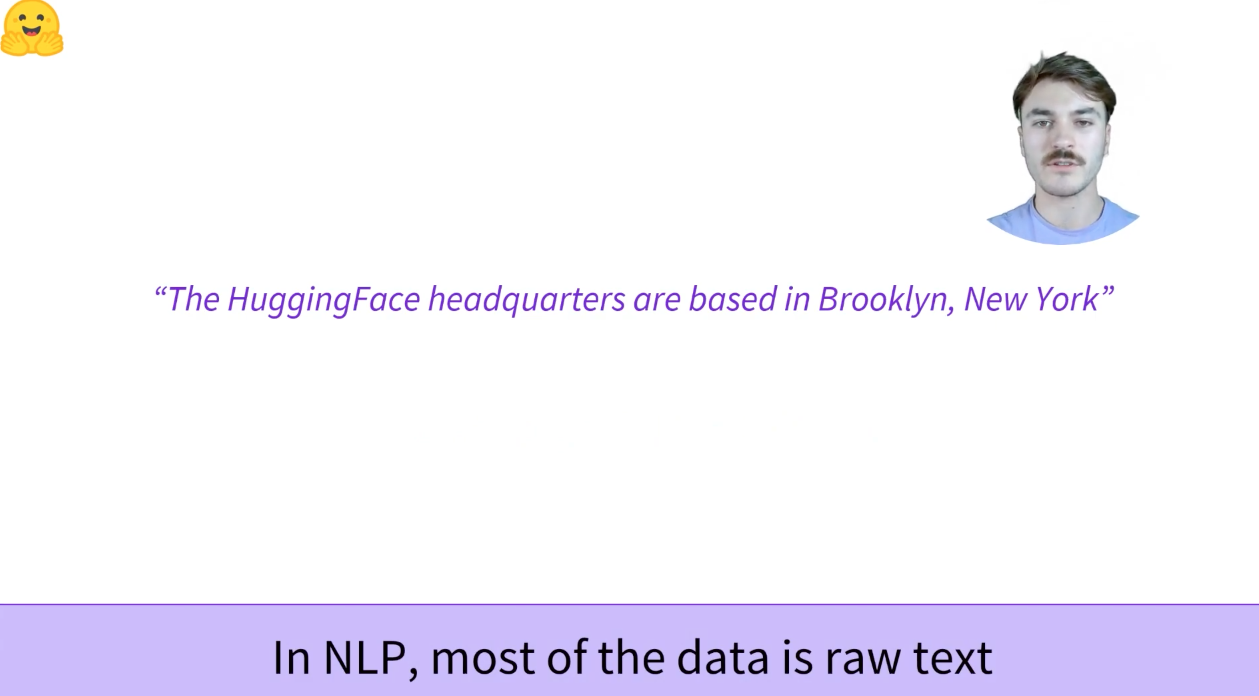 “The HuggingFace headquarters are based in Brooklyn, New York”
In NLP, most of the data is raw text